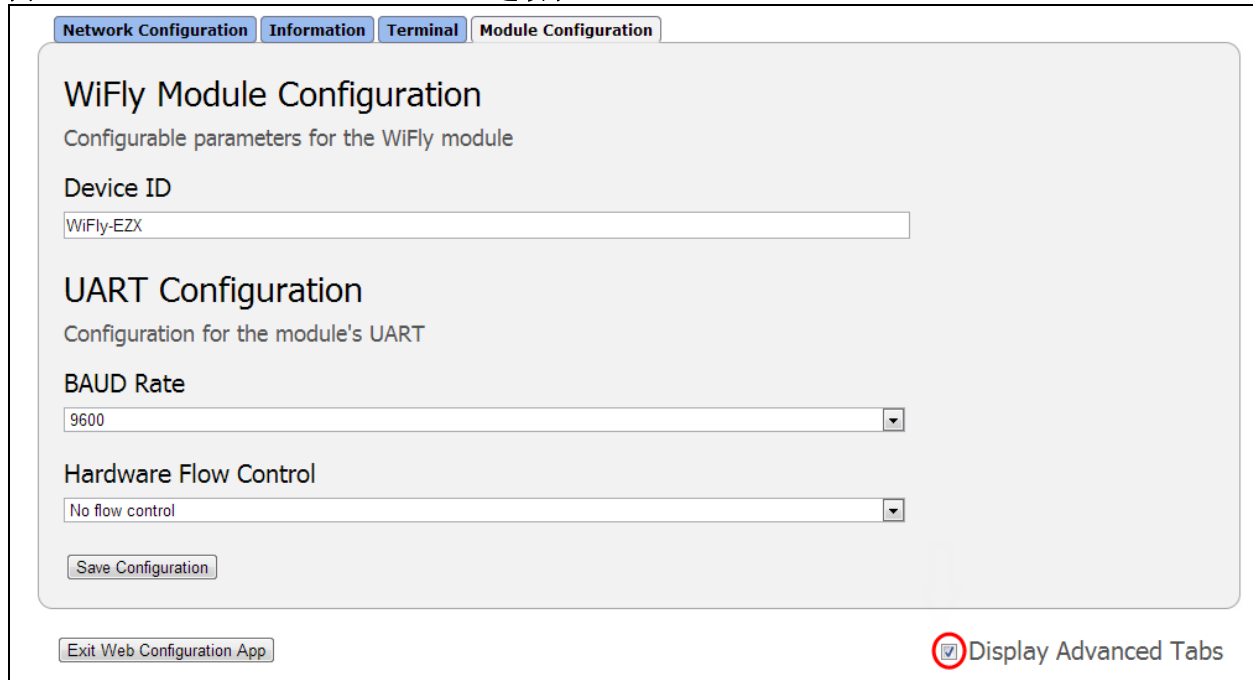 Network Configuration Information Terminal Module Configuration
WiFly Module Configuration
Configurable parameters for the WiFly module
Device ID
WiFly-EZX
UART Configuration
Configuration for the module's UART
BAUD Rate
9600
Hardware Flow Control
No flow control
Save Configuration
Exit Web Configuration App Display Advanced Tabs